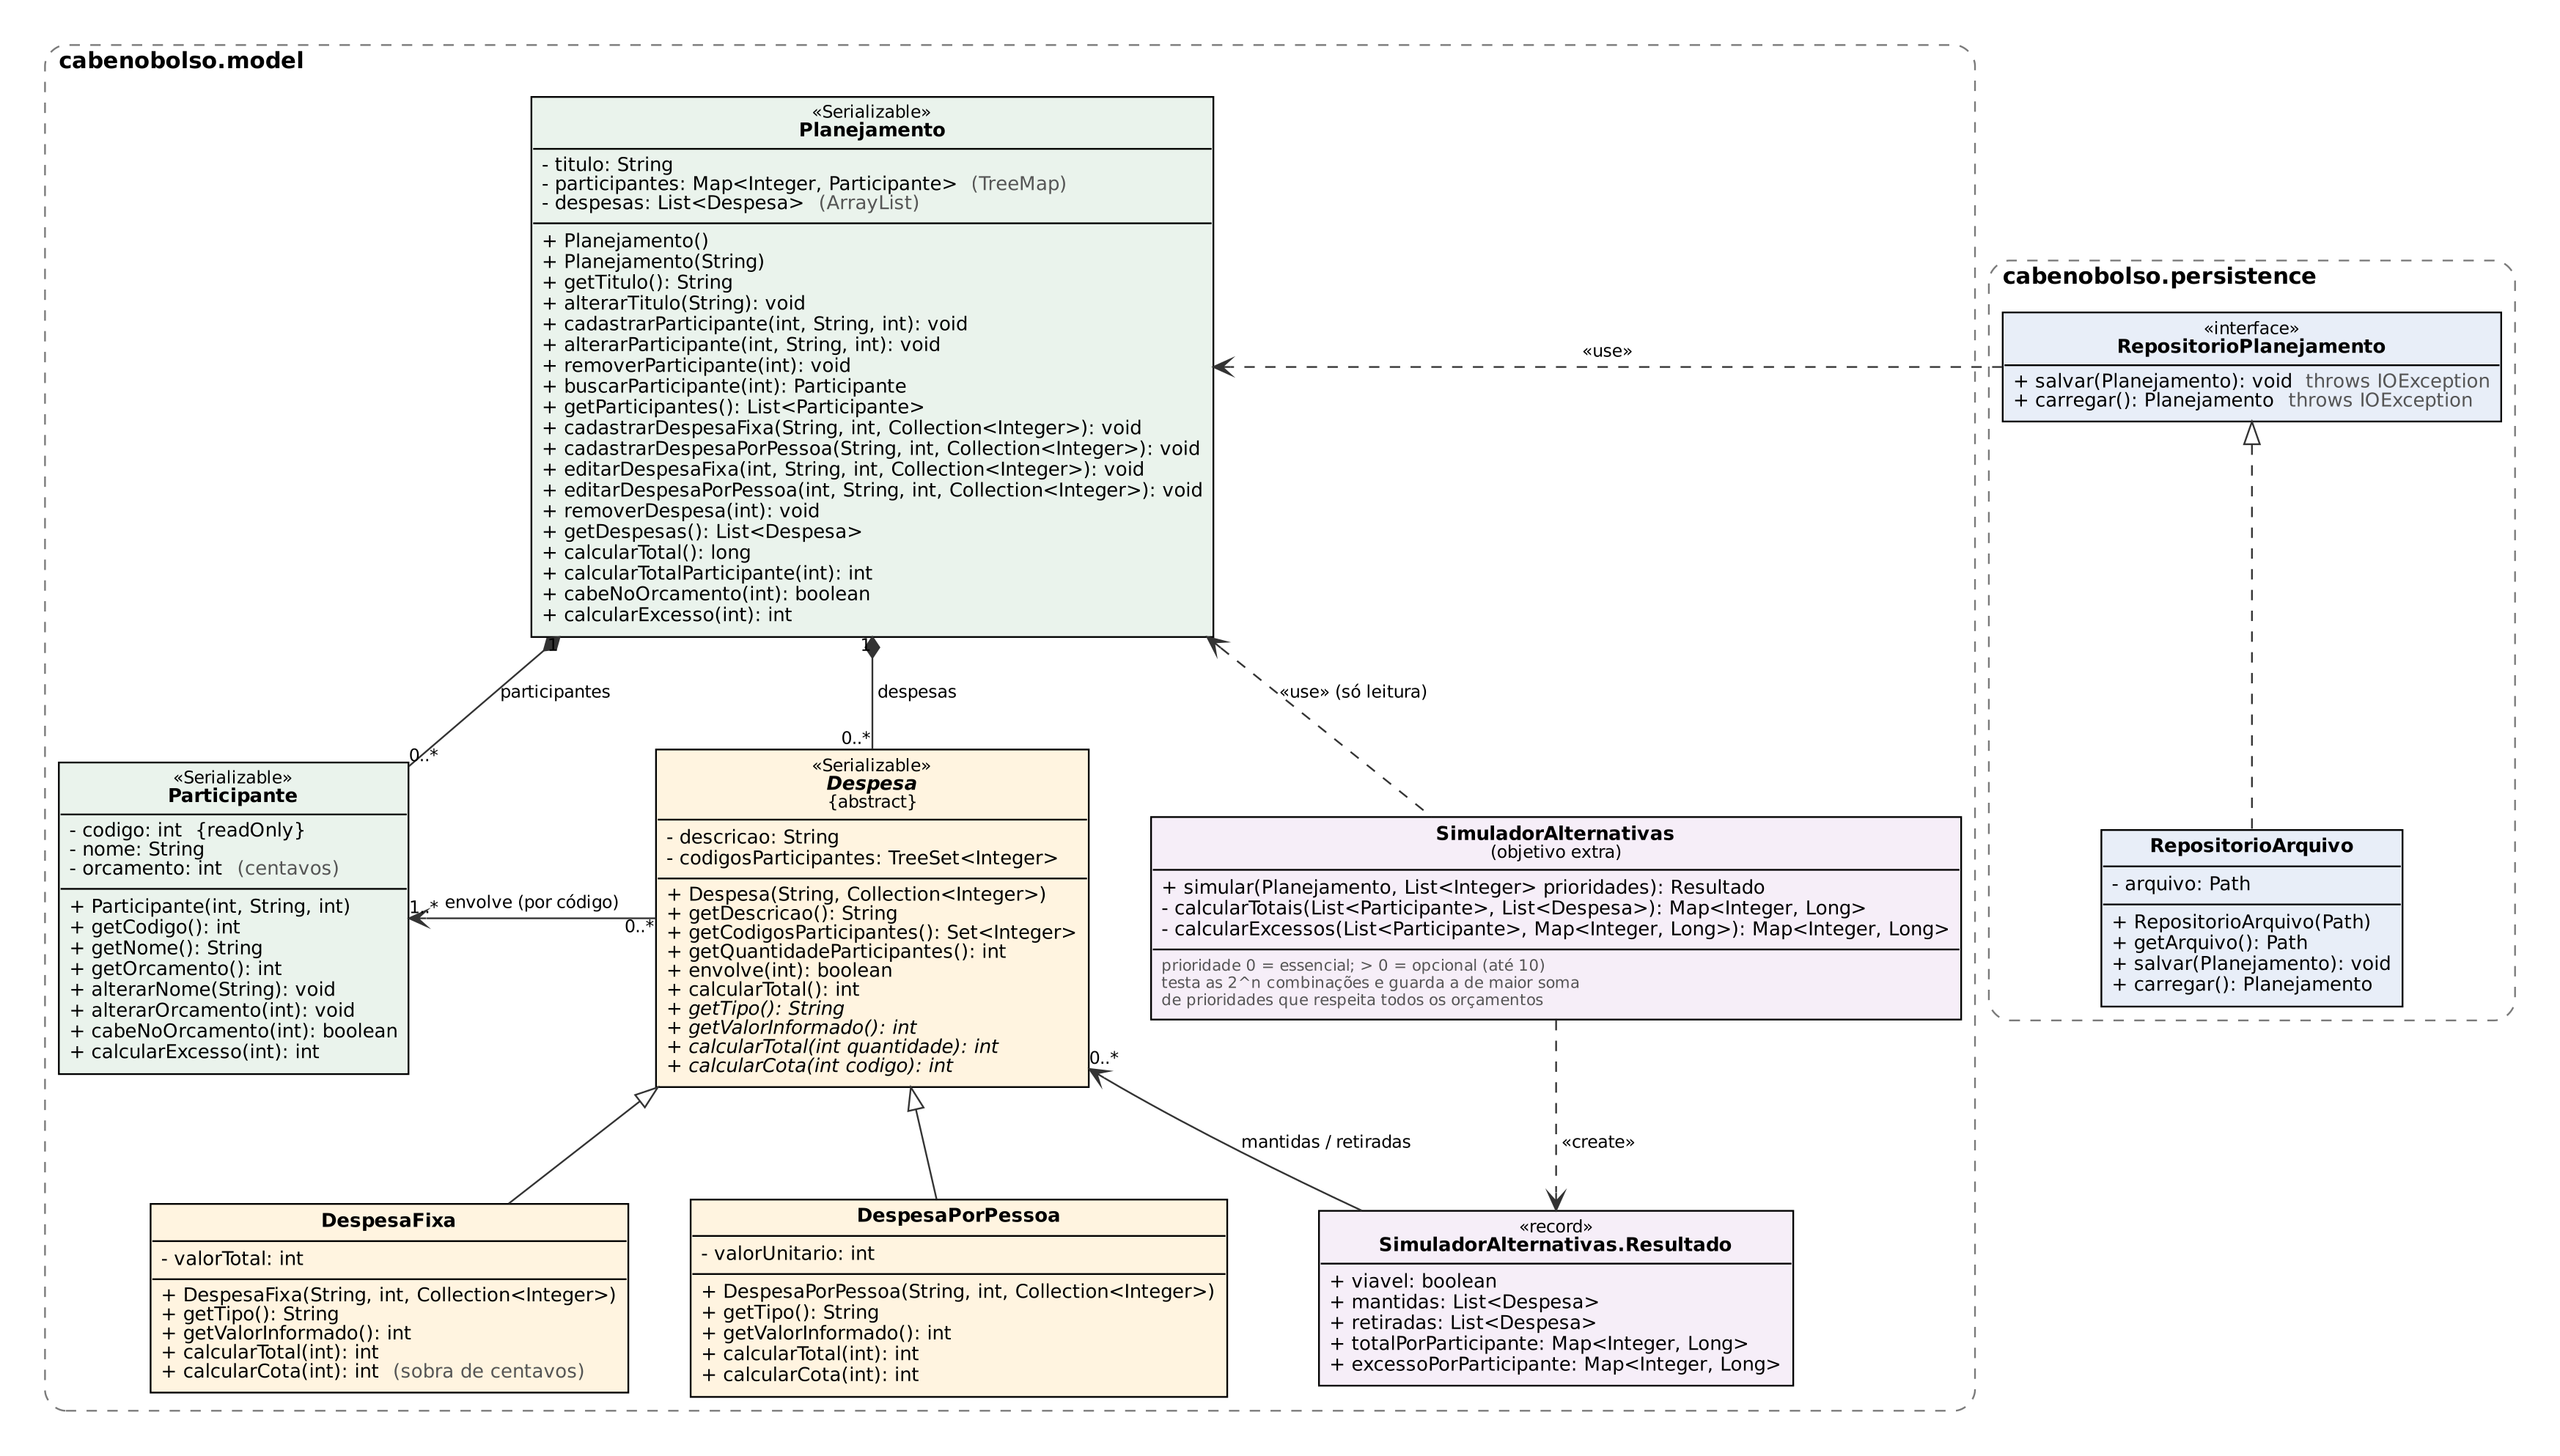 cabenobolso.model
«Serializable»
Planejamento
- titulo: String
- participantes: Map<Integer, Participante> (TreeMap)
- despesas: List<Despesa> (ArrayList)
+ Planejamento()
+ Planejamento(String)
+ getTitulo(): String
+ alterarTitulo(String): void
+ cadastrarParticipante(int, String, int): void
+ alterarParticipante(int, String, int): void
+ removerParticipante(int): void
+ buscarParticipante(int): Participante
+ getParticipantes(): List<Participante>
+ cadastrarDespesaFixa(String, int, Collection<Integer>): void
+ cadastrarDespesaPorPessoa(String, int, Collection<Integer>): void
+ editarDespesaFixa(int, String, int, Collection<Integer>): void
+ editarDespesaPorPessoa(int, String, int, Collection<Integer>): void
+ removerDespesa(int): void
+ getDespesas(): List<Despesa>
+ calcularTotal(): long
+ calcularTotalParticipante(int): int
+ cabeNoOrcamento(int): boolean
+ calcularExcesso(int): int
cabenobolso.persistence
«interface»
RepositorioPlanejamento
+ salvar(Planejamento): void throws IOException
+ carregar(): Planejamento throws IOException
«use»
1
participantes
0..*
1
despesas
0..*
«use» (só leitura)
«Serializable»
Participante
- codigo: int {readOnly}
- nome: String
- orcamento: int (centavos)
+ Participante(int, String, int)
+ getCodigo(): int
+ getNome(): String
+ getOrcamento(): int
+ alterarNome(String): void
+ alterarOrcamento(int): void
+ cabeNoOrcamento(int): boolean
+ calcularExcesso(int): int
1..*
envolve (por código)
0..*
«Serializable»
Despesa
{abstract}
- descricao: String
- codigosParticipantes: TreeSet<Integer>
+ Despesa(String, Collection<Integer>)
+ getDescricao(): String
+ getCodigosParticipantes(): Set<Integer>
+ getQuantidadeParticipantes(): int
+ envolve(int): boolean
+ calcularTotal(): int
+ getTipo(): String
+ getValorInformado(): int
+ calcularTotal(int quantidade): int
+ calcularCota(int codigo): int
SimuladorAlternativas
(objetivo extra)
+ simular(Planejamento, List<Integer> prioridades): Resultado
- calcularTotais(List<Participante>, List<Despesa>): Map<Integer, Long>
- calcularExcessos(List<Participante>, Map<Integer, Long>): Map<Integer, Long>
prioridade 0 = essencial; > 0 = opcional (até 10)
testa as 2^n combinações e guarda a de maior soma
de prioridades que respeita todos os orçamentos
RepositorioArquivo
- arquivo: Path
+ RepositorioArquivo(Path)
+ getArquivo(): Path
+ salvar(Planejamento): void
+ carregar(): Planejamento
0..*
mantidas / retiradas
«create»
DespesaFixa
- valorTotal: int
+ DespesaFixa(String, int, Collection<Integer>)
+ getTipo(): String
+ getValorInformado(): int
+ calcularTotal(int): int
+ calcularCota(int): int (sobra de centavos)
DespesaPorPessoa
- valorUnitario: int
+ DespesaPorPessoa(String, int, Collection<Integer>)
+ getTipo(): String
+ getValorInformado(): int
+ calcularTotal(int): int
+ calcularCota(int): int
«record»
SimuladorAlternativas.Resultado
+ viavel: boolean
+ mantidas: List<Despesa>
+ retiradas: List<Despesa>
+ totalPorParticipante: Map<Integer, Long>
+ excessoPorParticipante: Map<Integer, Long>